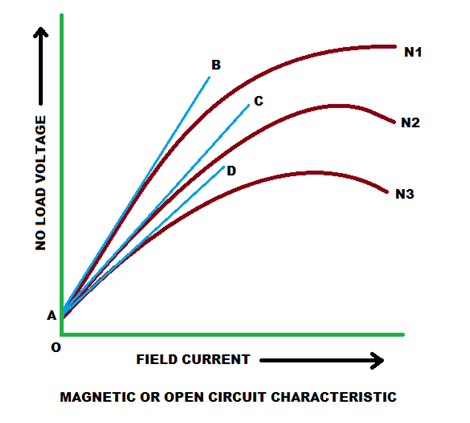 B
N1
C
N2
D
N3
NO LOAD VOLTAGE
A
O
FIELD CURRENT
MAGNETIC OR OPEN CIRCUIT CHARACTERISTIC